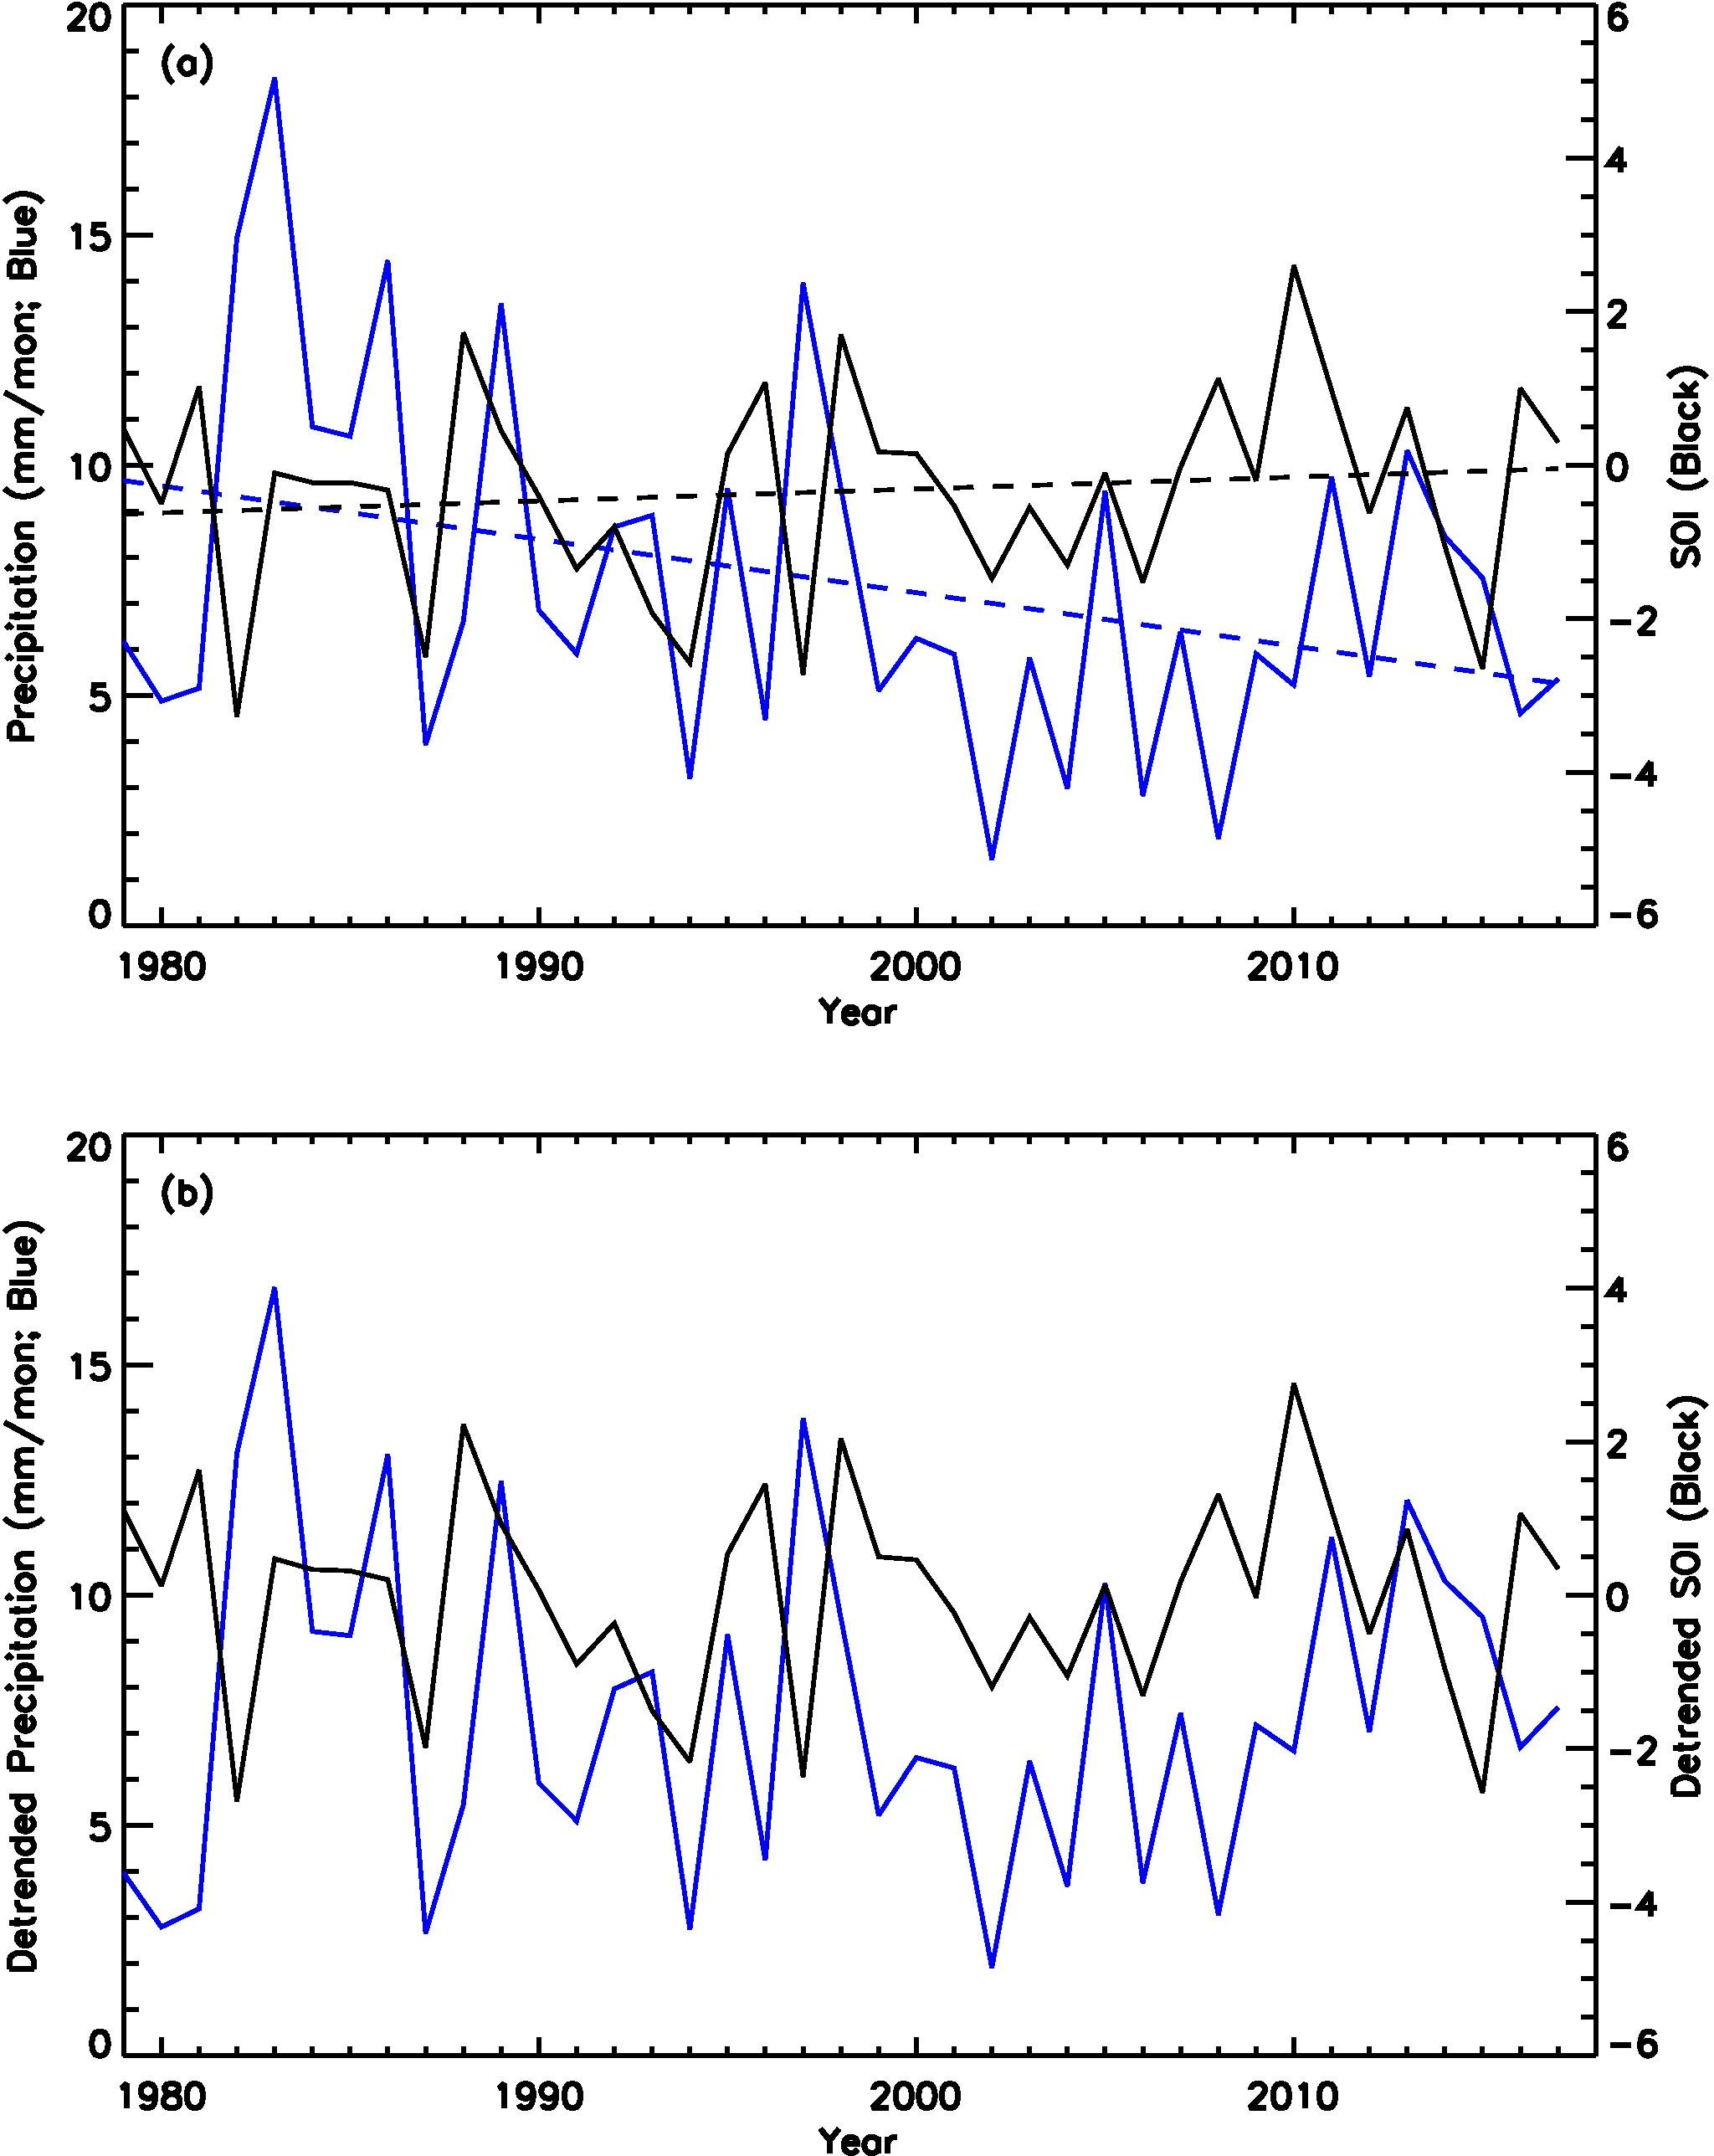 (a)
Precipitation (mm/mon; Blue)
20
15
10
5
0
6
4
2
0
−2
−4
−6
SOI (Black)
1980 1990 2000 2010
Year
(b)
Detrended Precipitation (mm/mon; Blue)
20
15
10
5
0
6
4
2
0
−2
−4
−6
Detrended SOI (Black)
1980 1990 2000 2010
Year